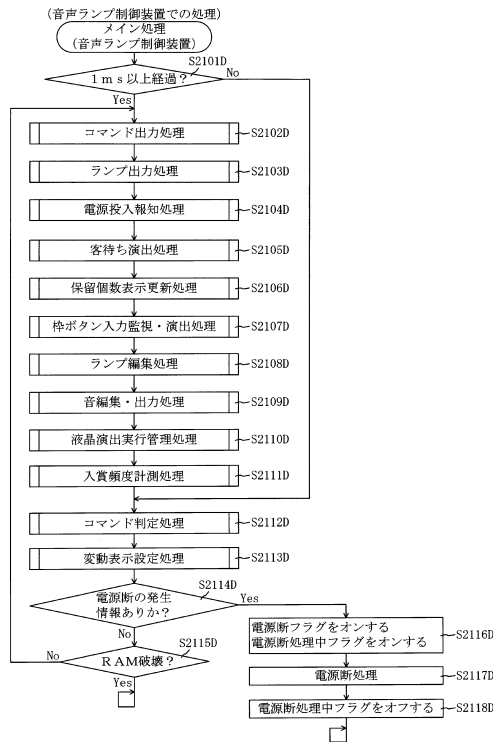 （音声ランプ制御装置での処理）
メイン処理
（音声ランプ制御装置）
S2101D
１ｍｓ以上経過？
No
Yes
コマンド出力処理
S2102D
ランプ出力処理
S2103D
電源投入報知処理
S2104D
客待ち演出処理
S2105D
保留個数表示更新処理
S2106D
枠ボタン入力監視・演出処理
S2107D
ランプ編集処理
S2108D
音編集・出力処理
S2109D
液晶演出実行管理処理
S2110D
入賞頻度計測処理
S2111D
コマンド判定処理
S2112D
変動表示設定処理
S2113D
S2114D
電源断の発生
情報ありか？
Yes
No
S2115D
ＲＡＭ破壊？
No
Yes
電源断フラグをオンする
電源断処理中フラグをオンする
S2116D
電源断処理
S2117D
電源断処理中フラグをオフする
S2118D